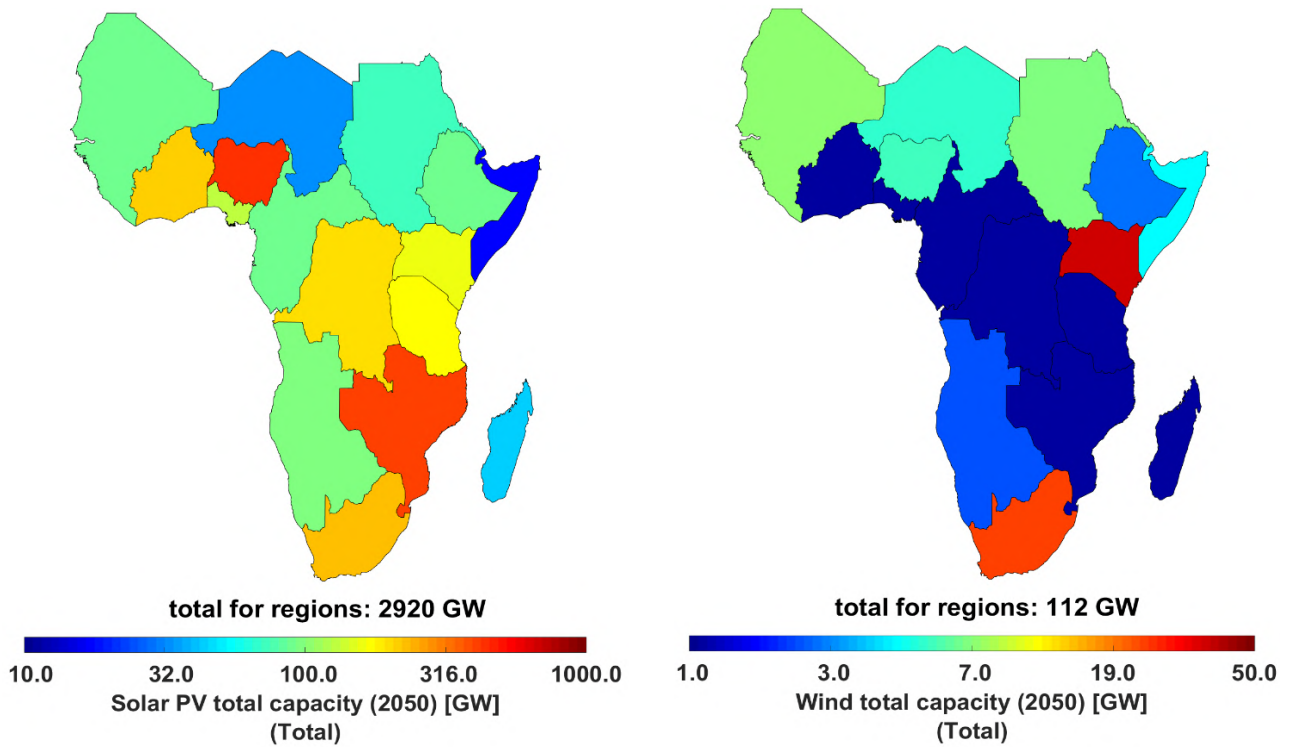 total for regions: 2920 GW
10.0 32.0 100.0 316.0 1000.0
Solar PV total capacity (2050) [GW]
(Total)
total for regions: 112 GW
1.0 3.0 7.0 19.0 50.0
Wind total capacity (2050) [GW]
(Total)